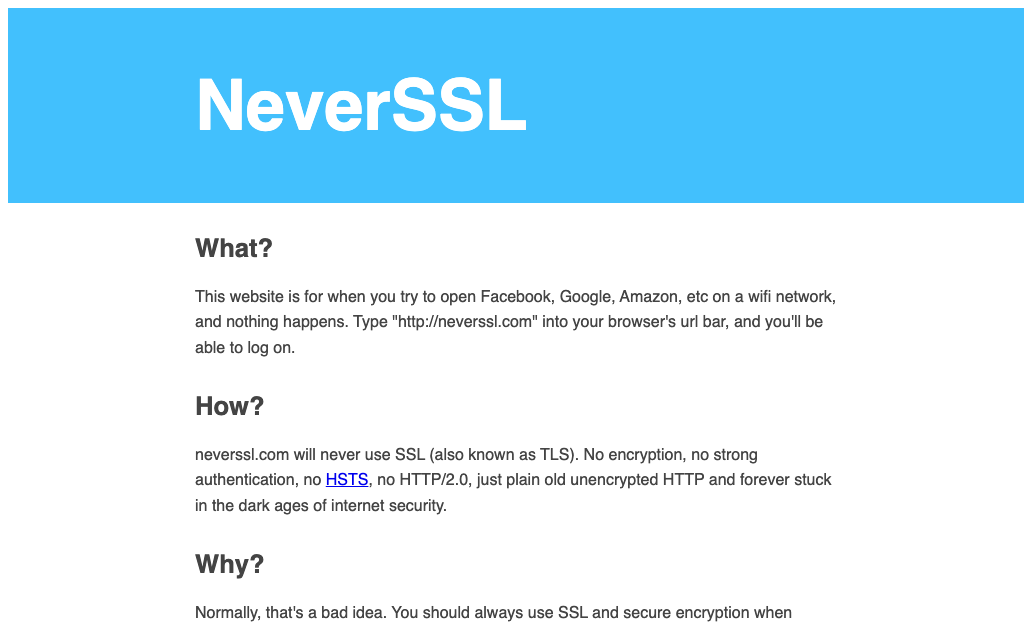 NeverSSL
What?
This website is for when you try to open Facebook, Google, Amazon, etc on a wifi network,
and nothing happens. Type "http://neverssl.com" into your browser's url bar, and you'll be
able to log on.
How?
neverssl.com will never use SSL (also known as TLS). No encryption, no strong
authentication, no HSTS, no HTTP/2.0, just plain old unencrypted HTTP and forever stuck
in the dark ages of internet security.
Why?
Normally, that's a bad idea. You should always use SSL and secure encryption when